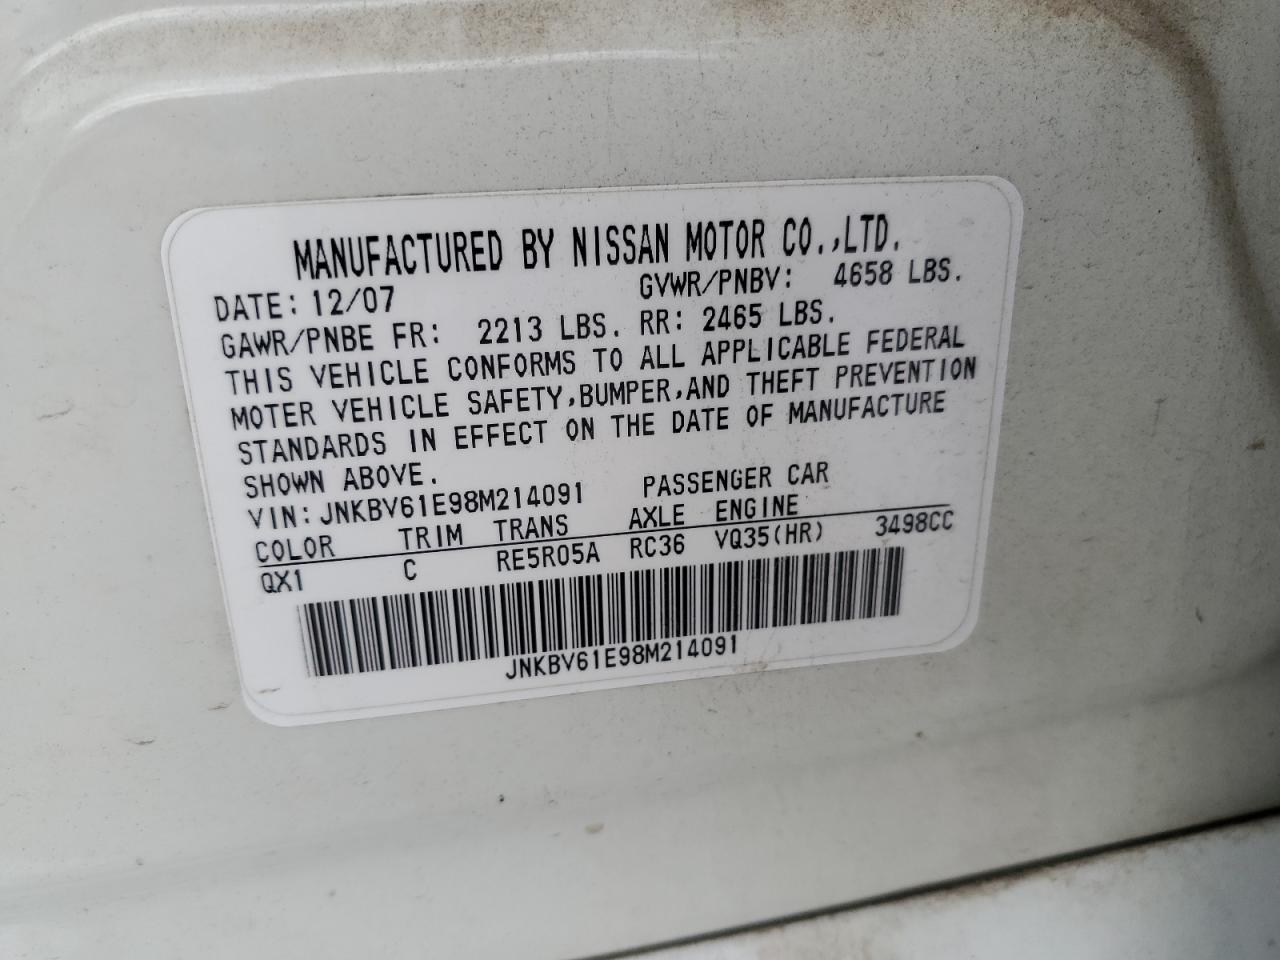 MANUFACTURED BY NISSAN MOTOR CO.,LTD.
DATE: 12/07 GVWR/PNBV: 4658 LBS.
GAWR/PNBE FR: 2213 LBS. RR: 2465 LBS.
THIS VEHICLE CONFORMS TO ALL APPLICABLE FEDERAL
MOTER VEHICLE SAFETY,BUMPER,AND THEFT PREVENTION
STANDARDS IN EFFECT ON THE DATE OF MANUFACTURE
SHOWN ABOVE.
VIN: JNKBV61E98M214091 PASSENGER CAR
COLOR TRIM TRANS AXLE ENGINE
QX1 C RE5R05A RC36 VQ35(HR) 3498CC
JNKBV61E98M214091